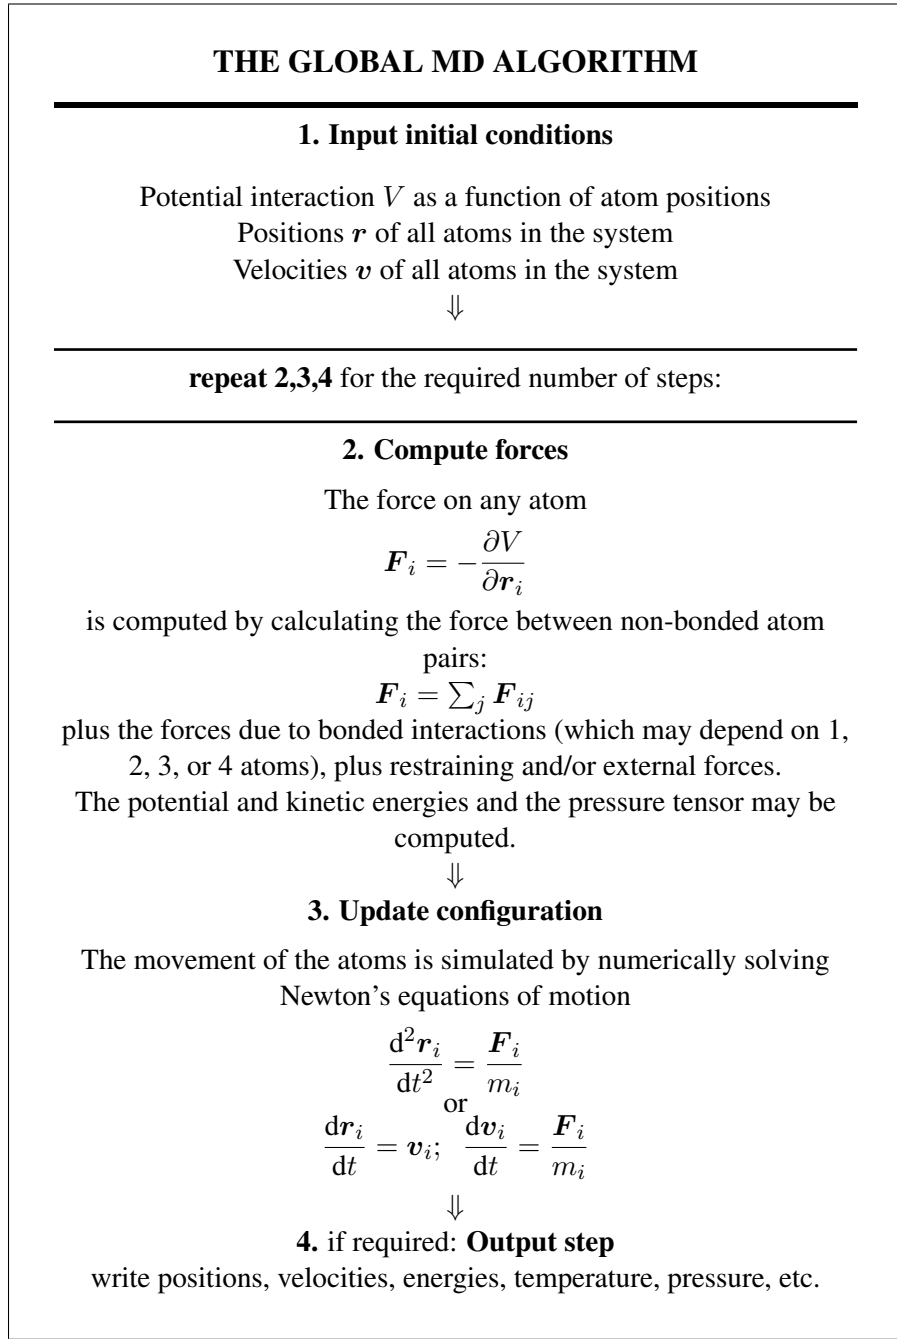 THE GLOBAL MD ALGORITHM
1. Input initial conditions
Potential interaction V as a function of atom positions
Positions r of all atoms in the system
Velocities v of all atoms in the system
⇓
repeat 2,3,4 for the required number of steps:
2. Compute forces
The force on any atom
F_i = −∂V/∂r_i
is computed by calculating the force between non-bonded atom
pairs:
F_i = ∑_j F_ij
plus the forces due to bonded interactions (which may depend on 1,
2, 3, or 4 atoms), plus restraining and/or external forces.
The potential and kinetic energies and the pressure tensor may be
computed.
⇓
3. Update configuration
The movement of the atoms is simulated by numerically solving
Newton's equations of motion
d²r_i/dt² = F_i/m_i
or
dr_i/dt = v_i; dv_i/dt = F_i/m_i
⇓
4. if required: Output step
write positions, velocities, energies, temperature, pressure, etc.